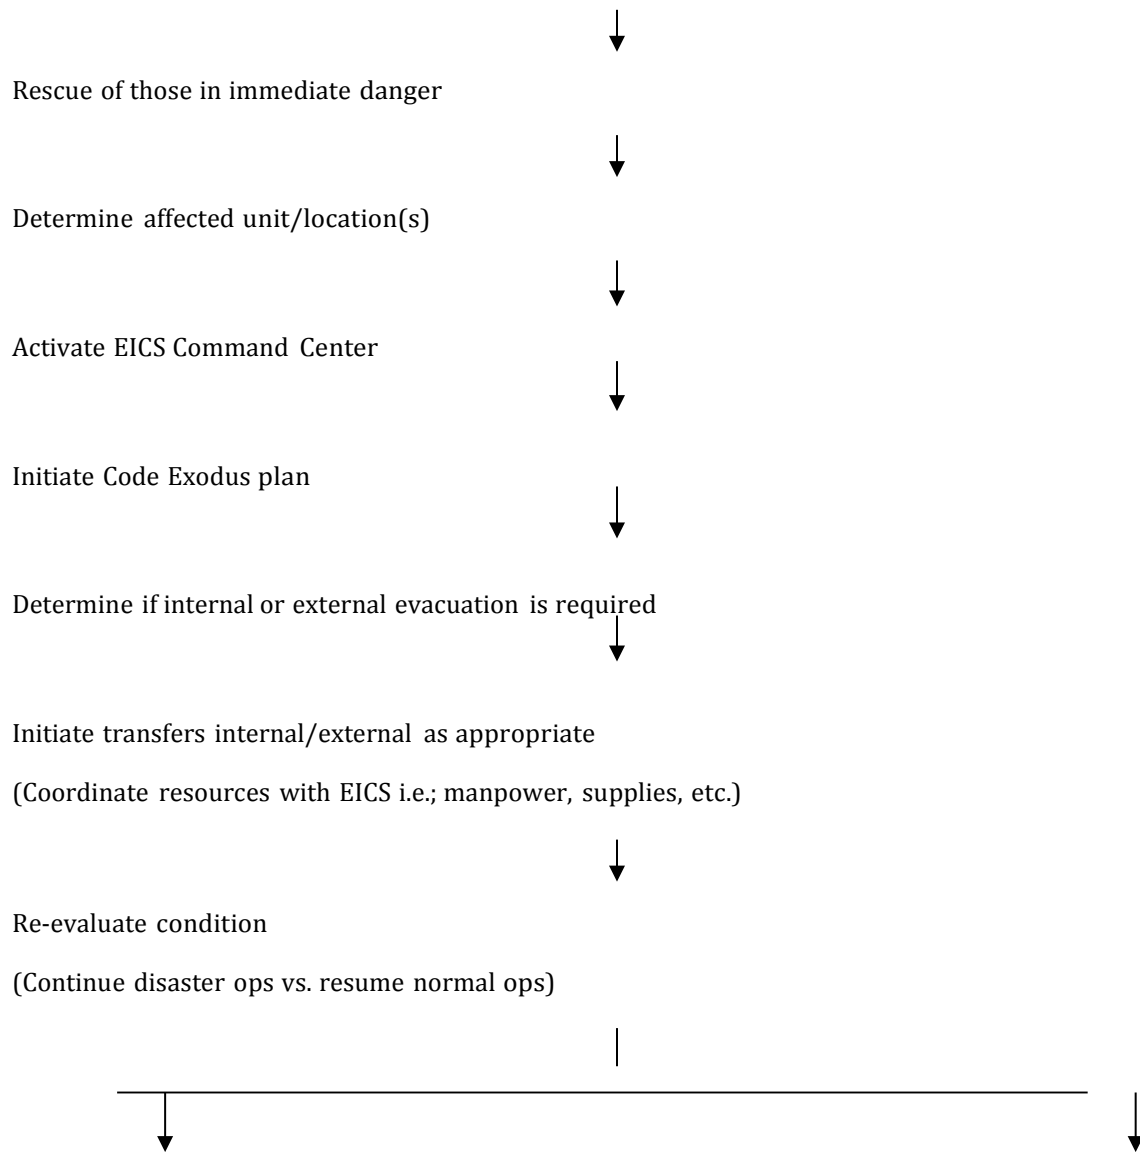 Rescue of those in immediate danger
Determine affected unit/location(s)
Activate EICS Command Center
Initiate Code Exodus plan
Determine if internal or external evacuation is required
Initiate transfers internal/external as appropriate
(Coordinate resources with EICS i.e.; manpower, supplies, etc.)
Re-evaluate condition
(Continue disaster ops vs. resume normal ops)